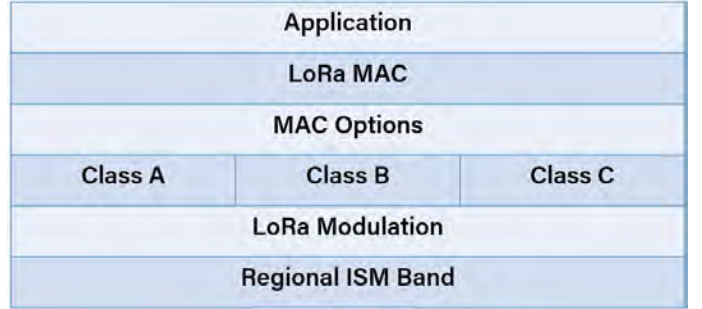 Application
LoRa MAC
MAC Options
Class A Class B Class C
LoRa Modulation
Regional ISM Band